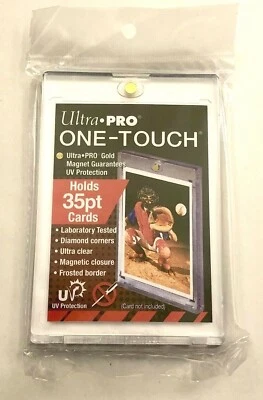 Ultra•PRO®
ONE-TOUCH®
Ultra•PRO Gold
Magnet Guarantees
UV Protection
Holds
35pt
Cards
• Laboratory Tested
• Diamond corners
• Ultra clear
• Magnetic closure
• Frosted border
UV
UV Protection
(Card not included)